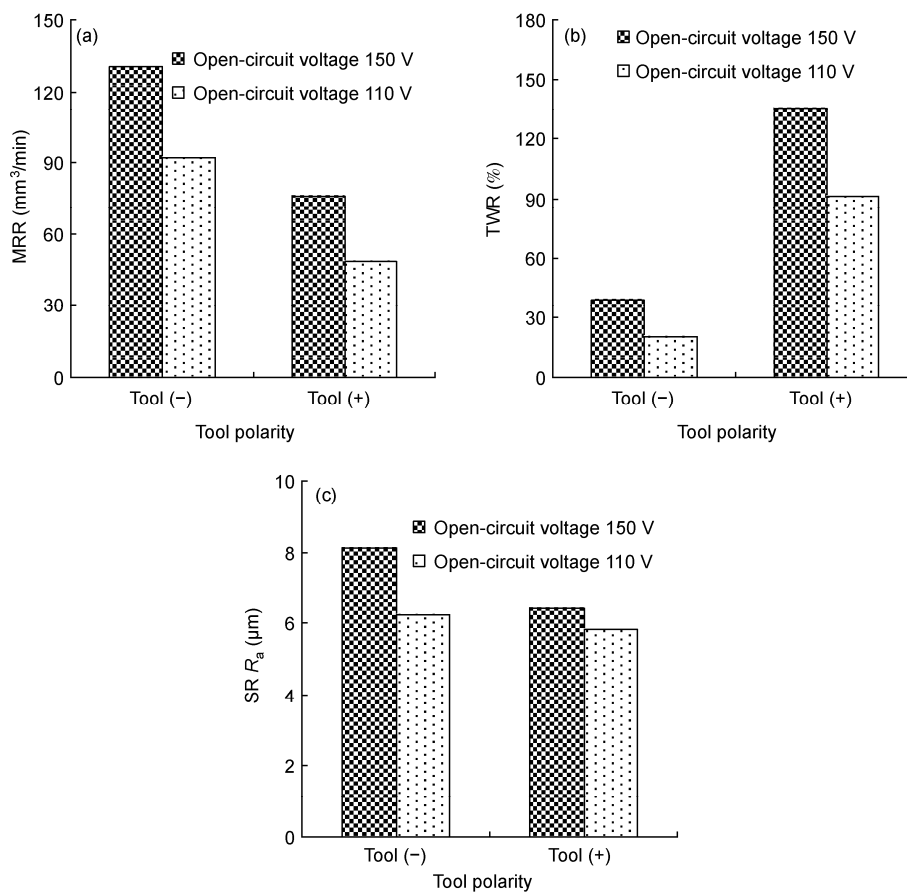 (a)
Open-circuit voltage 150 V
Open-circuit voltage 110 V
MRR (mm³/min)
150
120
90
60
30
0
Tool (−) Tool (+)
Tool polarity
(b)
Open-circuit voltage 150 V
Open-circuit voltage 110 V
TWR (%)
180
150
120
90
60
30
0
Tool (−) Tool (+)
Tool polarity
(c)
Open-circuit voltage 150 V
Open-circuit voltage 110 V
SR Rₐ (µm)
10
8
6
4
2
0
Tool (−) Tool (+)
Tool polarity